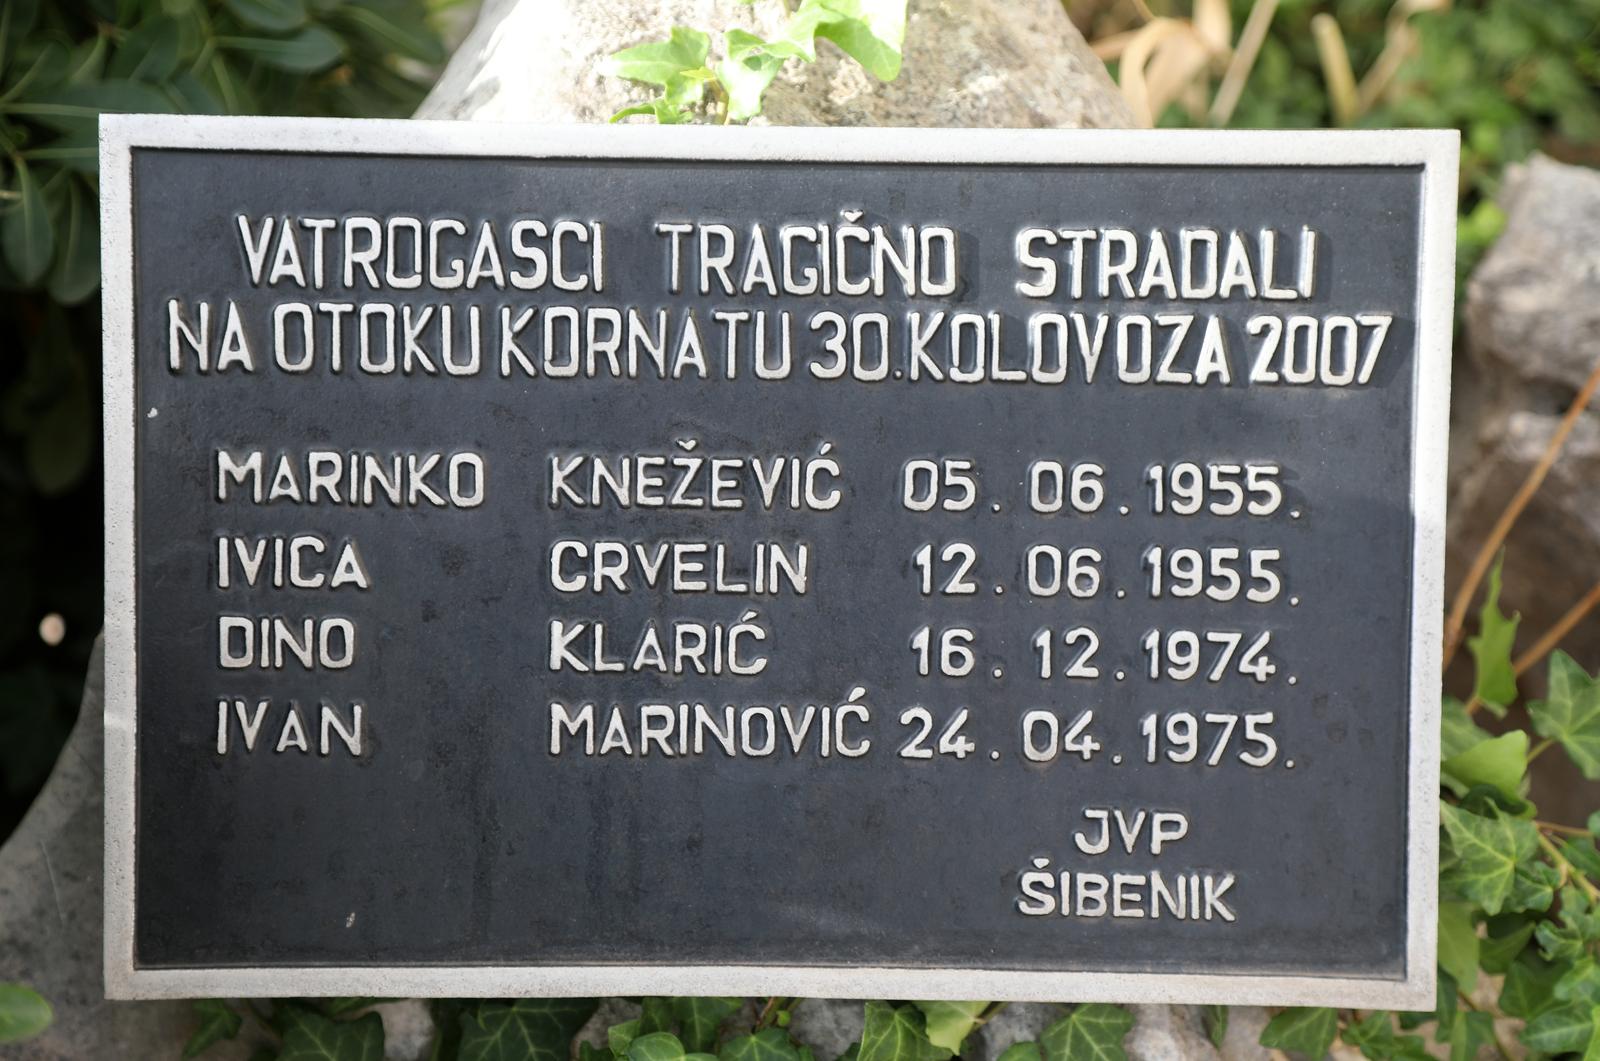 VATROGASCI TRAGIČNO STRADALI
NA OTOKU KORNATU 30.KOLOVOZA 2007
MARINKO KNEŽEVIĆ 05.06.1955.
IVICA CRVELIN 12.06.1955.
DINO KLARIĆ 16.12.1974.
IVAN MARINOVIĆ 24.04.1975.
JVP
ŠIBENIK